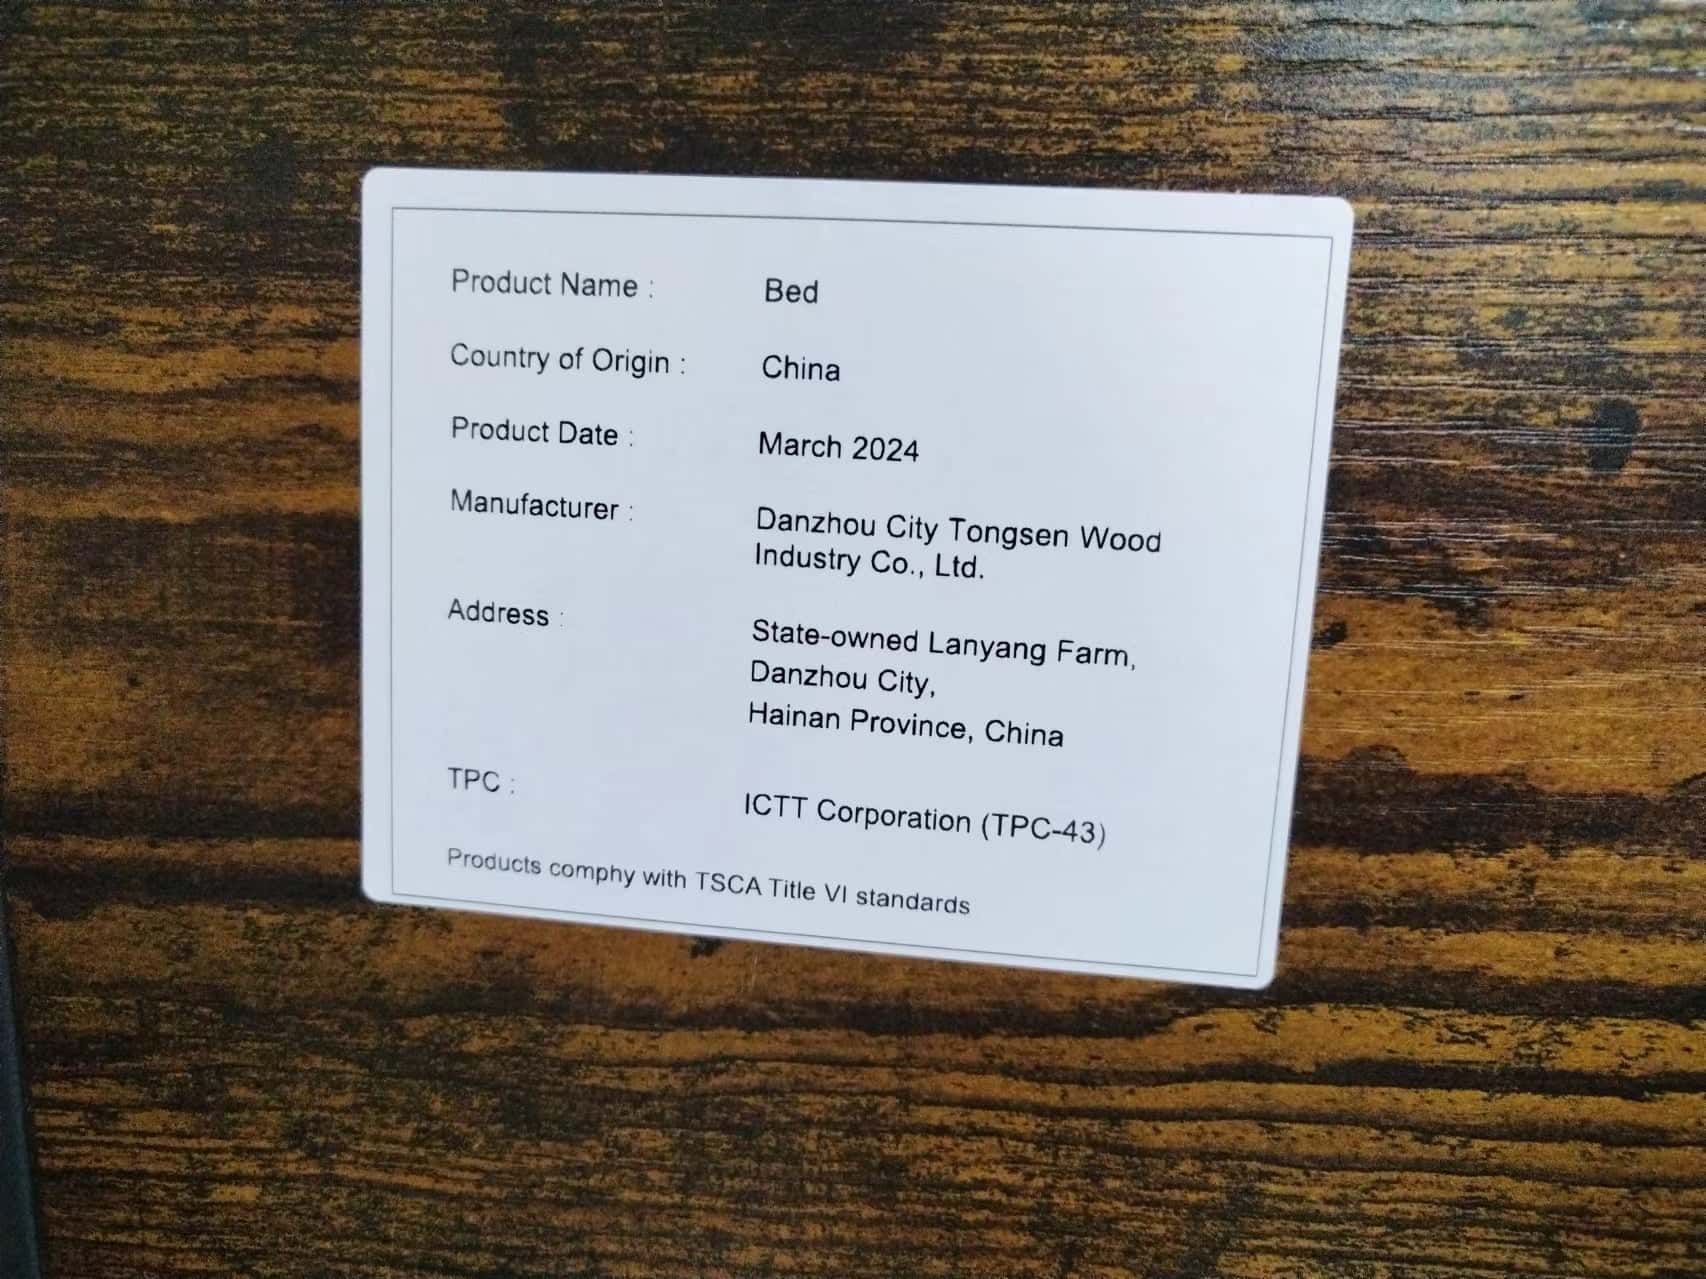 Product Name : Bed
Country of Origin : China
Product Date : March 2024
Manufacturer : Danzhou City Tongsen Wood
Industry Co., Ltd.
Address : State-owned Lanyang Farm,
Danzhou City,
Hainan Province, China
TPC : ICTT Corporation (TPC-43)
Products comphy with TSCA Title VI standards